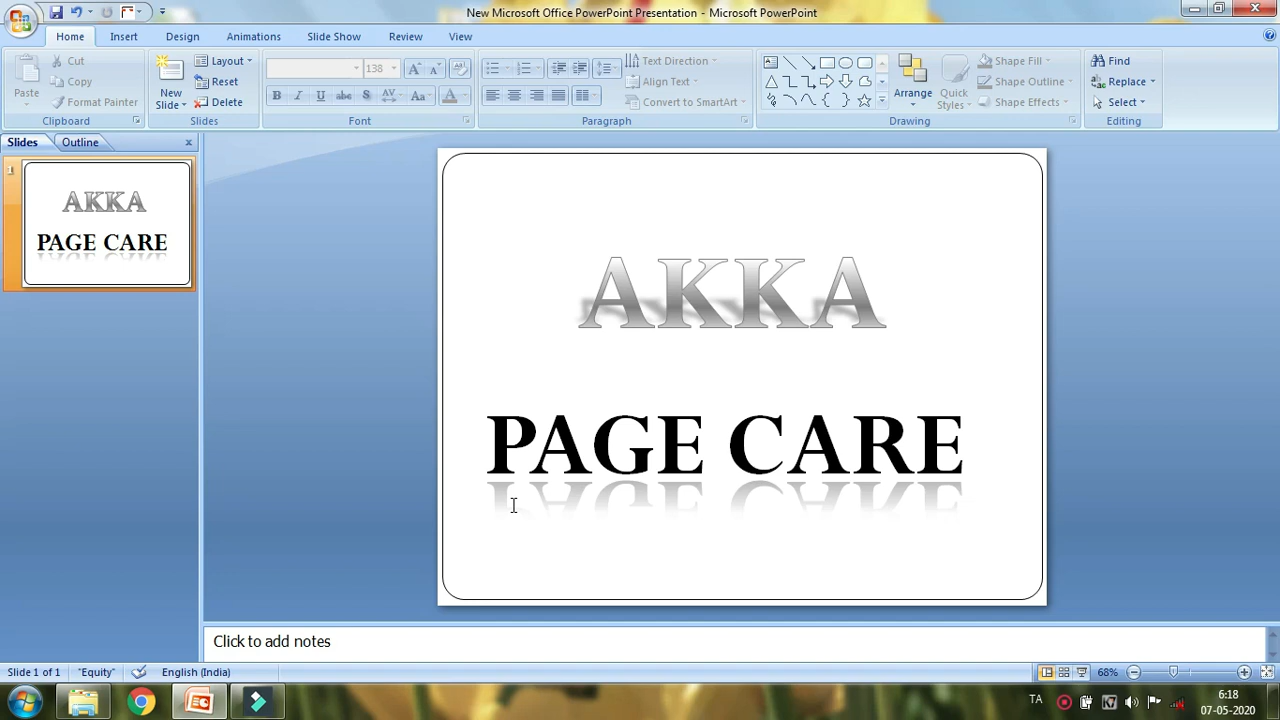 New Microsoft Office PowerPoint Presentation - Microsoft PowerPoint
Home Insert Design Animations Slide Show Review View
Paste
Cut
Copy
Format Painter
Clipboard
New
Slide
Layout
Reset
Delete
Slides
138
B I U abe S AV Aa A
Font
Text Direction
Align Text
Convert to SmartArt
Paragraph
Arrange
Quick
Styles
Shape Fill
Shape Outline
Shape Effects
Drawing
Find
Replace
Select
Editing
Slides Outline
1
AKKA
PAGE CARE
AKKA
PAGE CARE
Click to add notes
Slide 1 of 1 "Equity" English (India) 68%
TA 6:18
07-05-2020